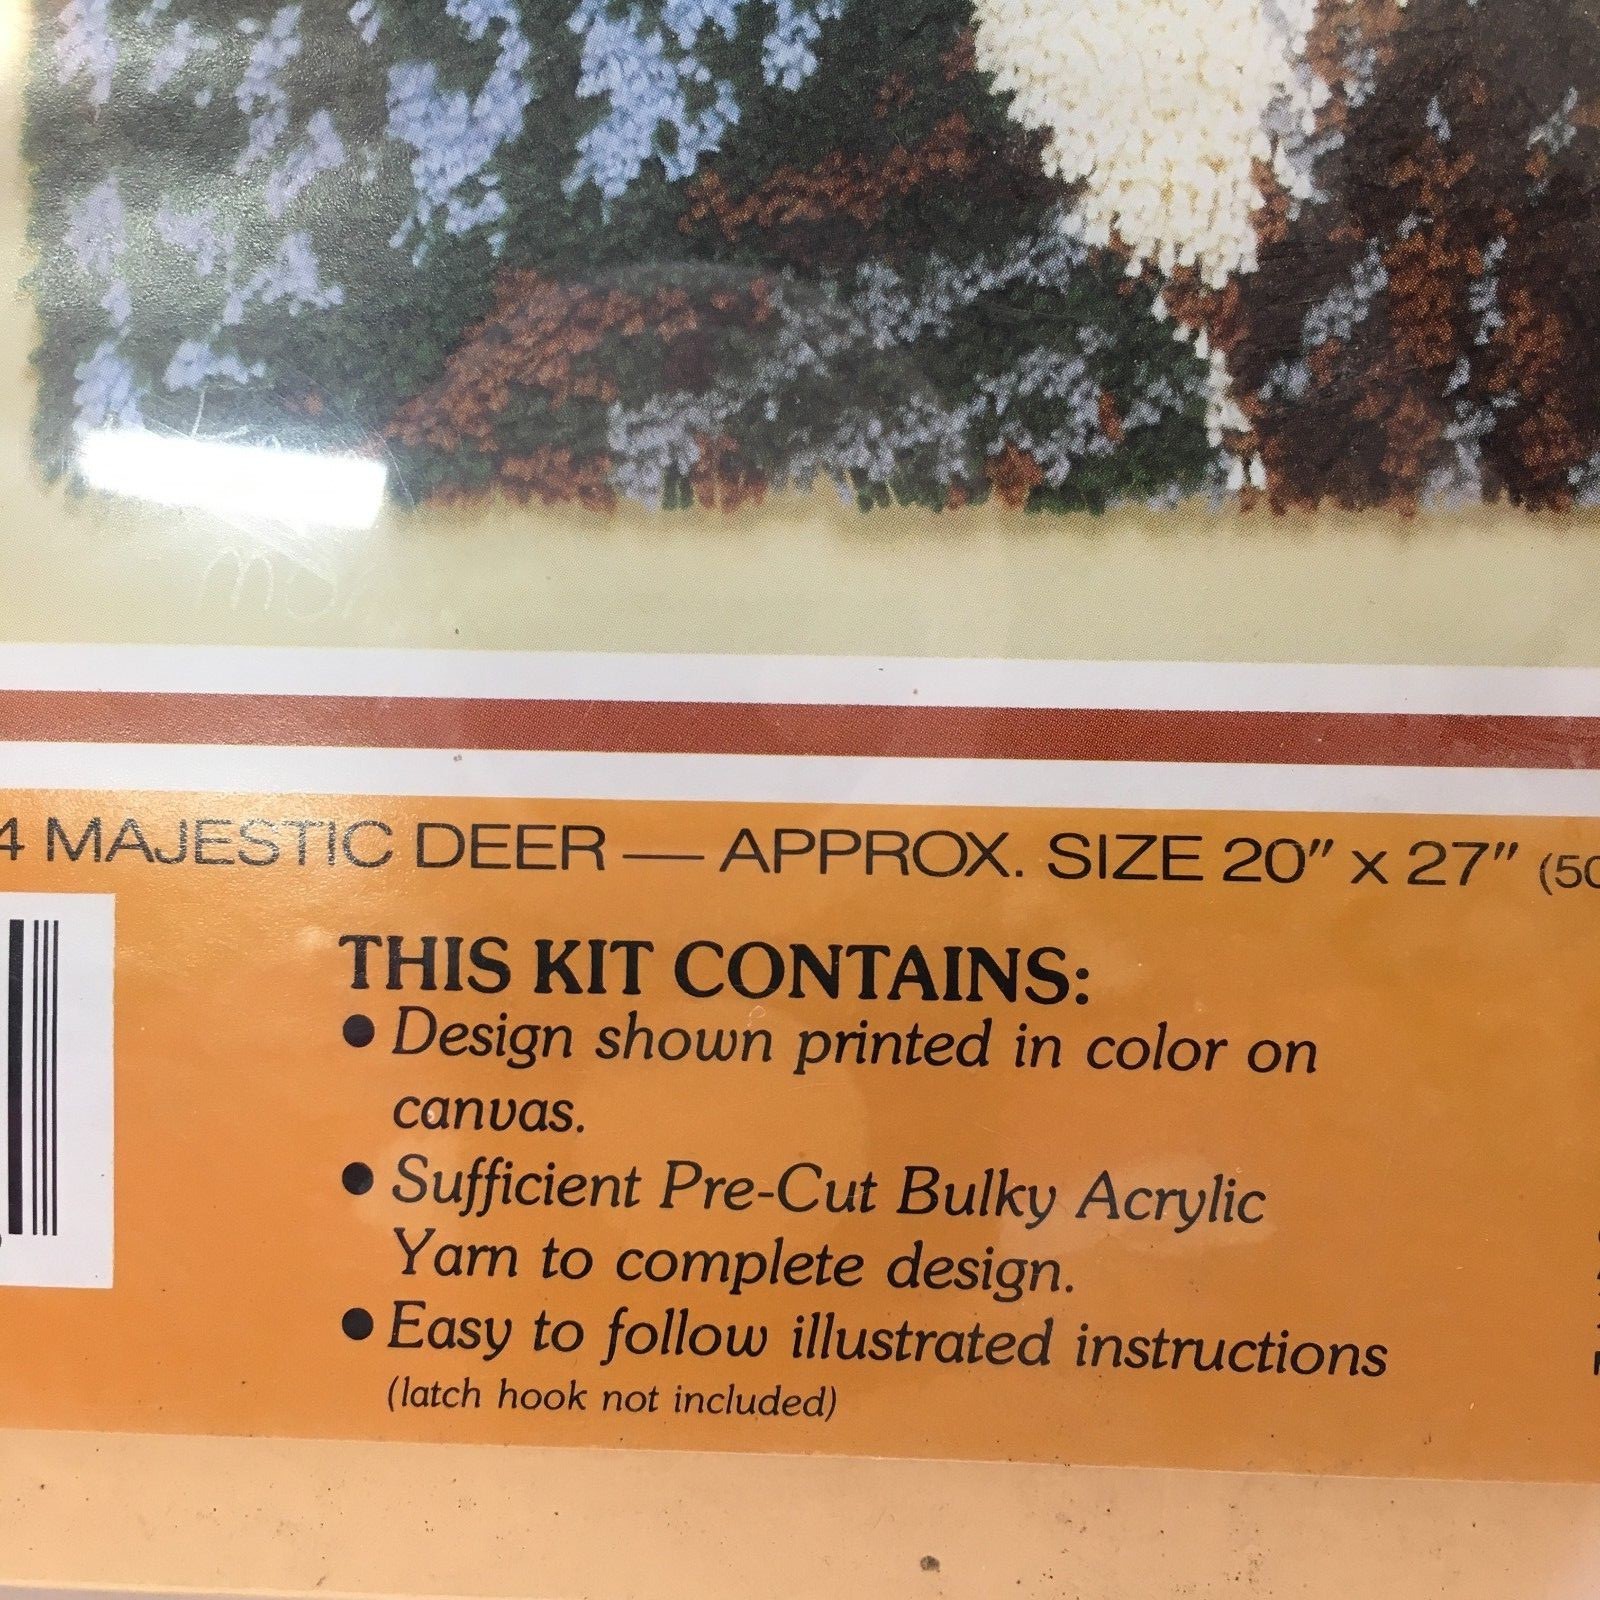 4 MAJESTIC DEER — APPROX. SIZE 20" x 27" (50
THIS KIT CONTAINS:
● Design shown printed in color on
canvas.
● Sufficient Pre-Cut Bulky Acrylic
Yarn to complete design.
● Easy to follow illustrated instructions
(latch hook not included)